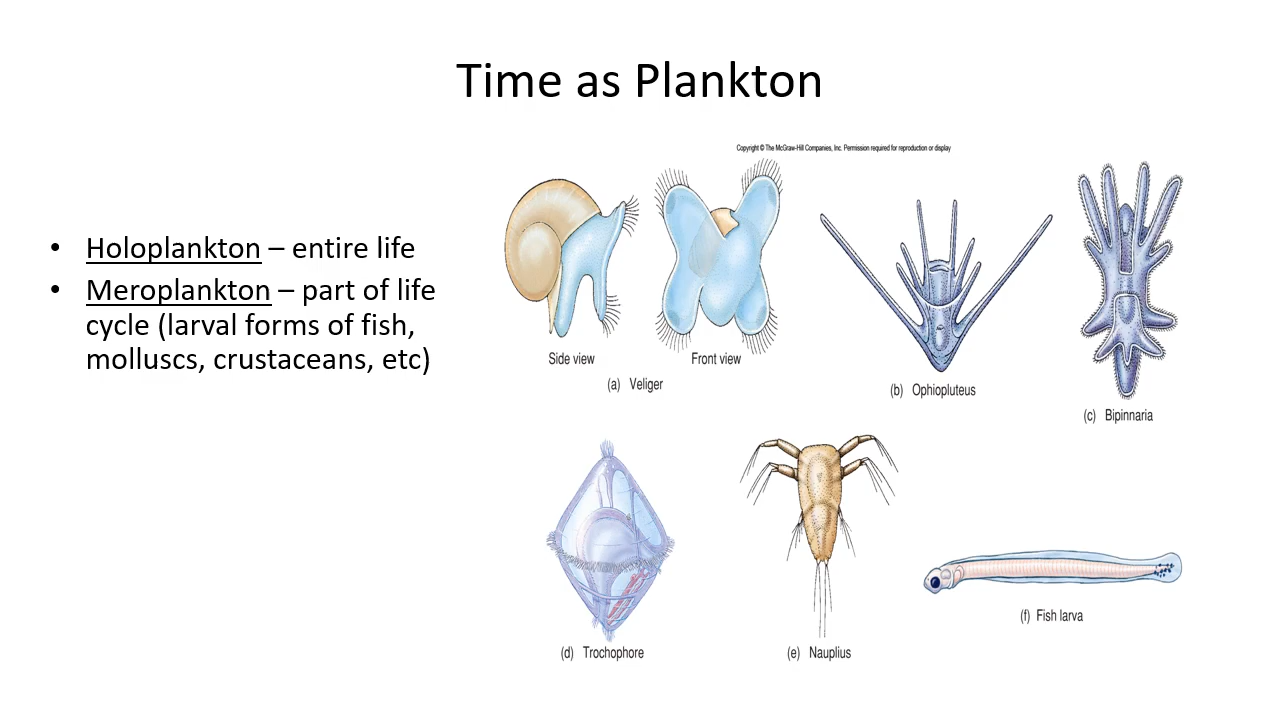 Time as Plankton
• Holoplankton – entire life
• Meroplankton – part of life
cycle (larval forms of fish,
molluscs, crustaceans, etc)
Copyright © The McGraw-Hill Companies, Inc. Permission required for reproduction or display
Side view
Front view
(a) Veliger
(b) Ophiopluteus
(c) Bipinnaria
(d) Trochophore
(e) Nauplius
(f) Fish larva